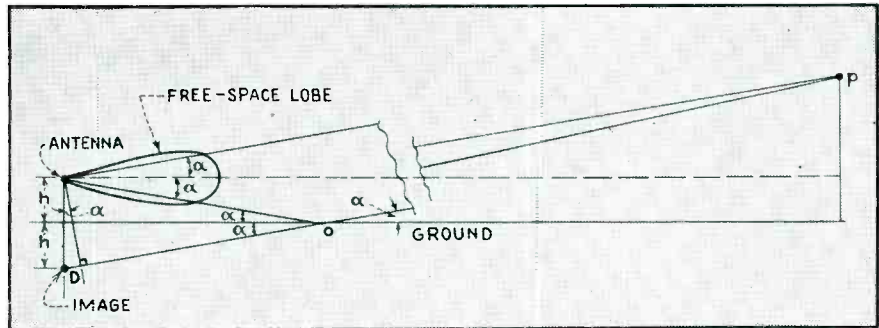 FREE-SPACE LOBE
P
ANTENNA
α
α
h
α
α
α
α
O
GROUND
h
D
IMAGE